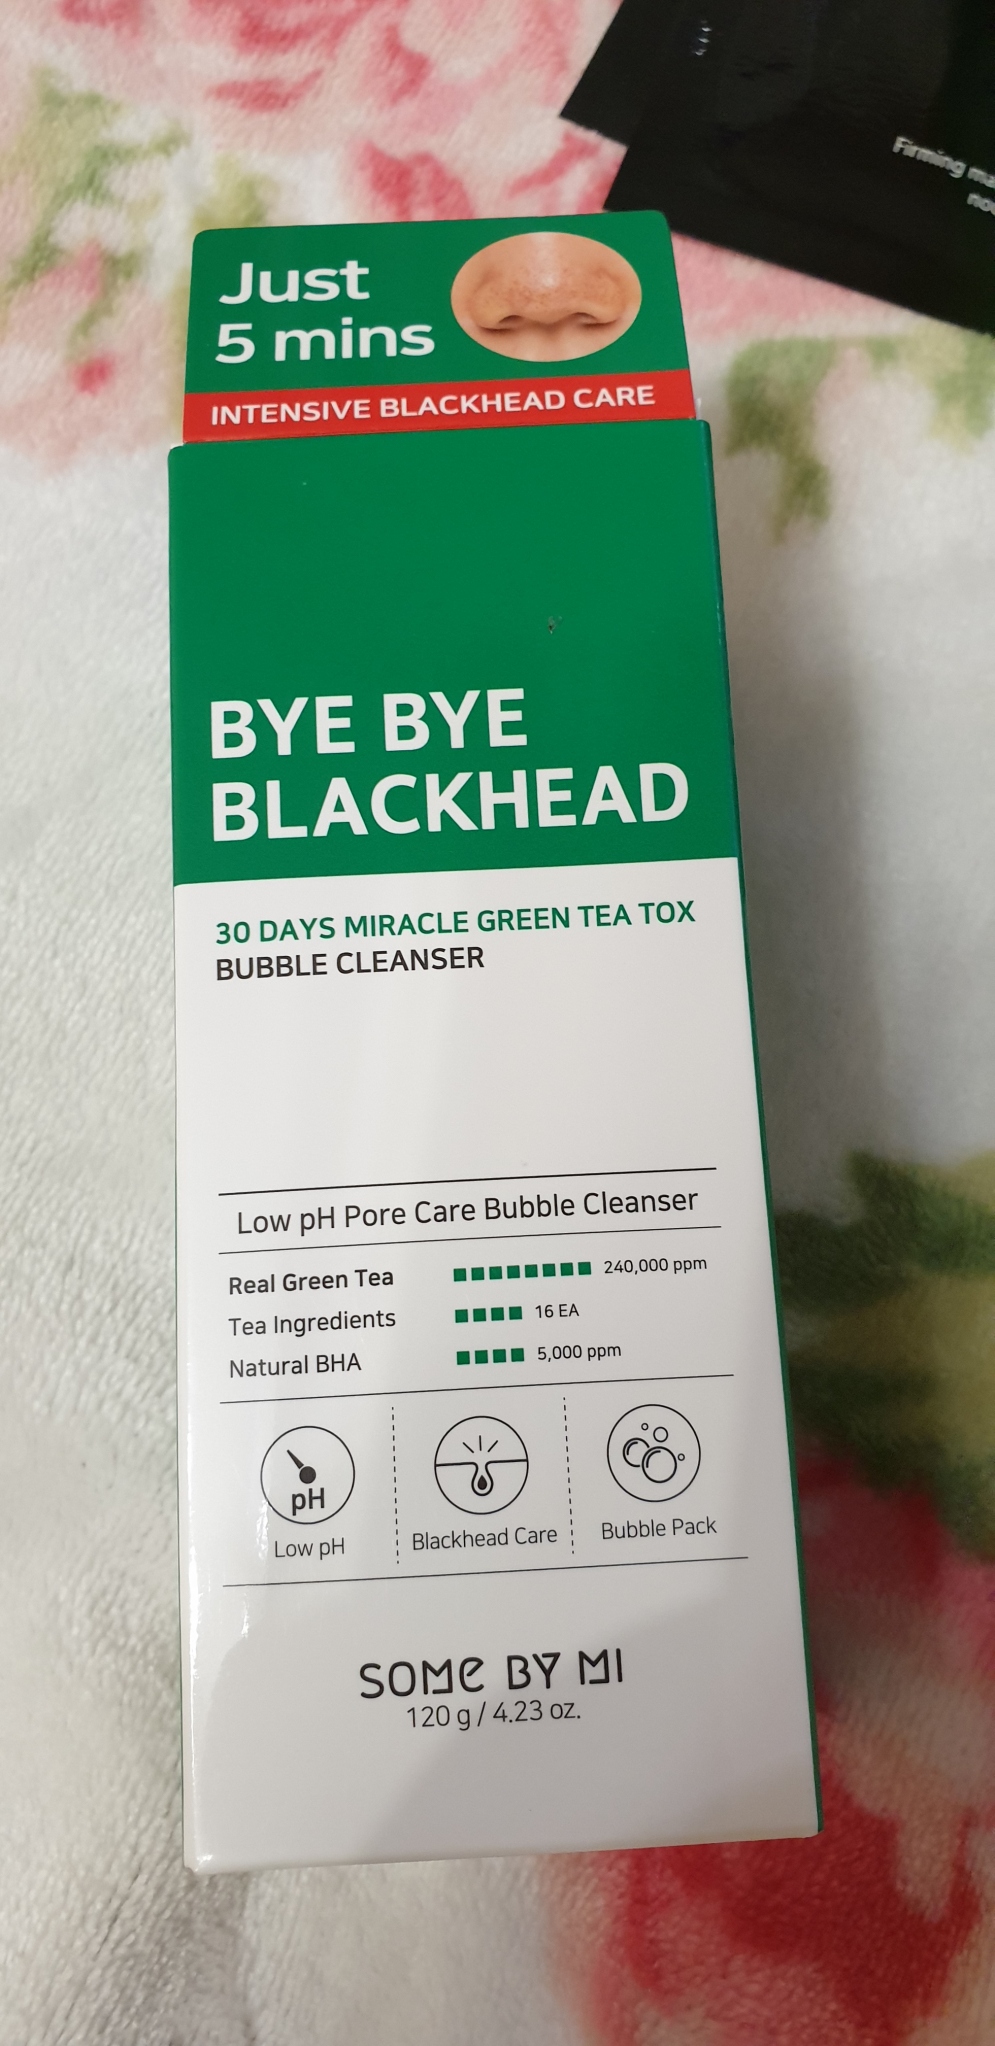 Firming
Just
5 mins
INTENSIVE BLACKHEAD CARE
BYE BYE
BLACKHEAD
30 DAYS MIRACLE GREEN TEA TOX
BUBBLE CLEANSER
Low pH Pore Care Bubble Cleanser
Real Green Tea 240,000 ppm
Tea Ingredients 16 EA
Natural BHA 5,000 ppm
pH
Low pH
Blackhead Care
Bubble Pack
SOME BY MI
120 g / 4.23 oz.